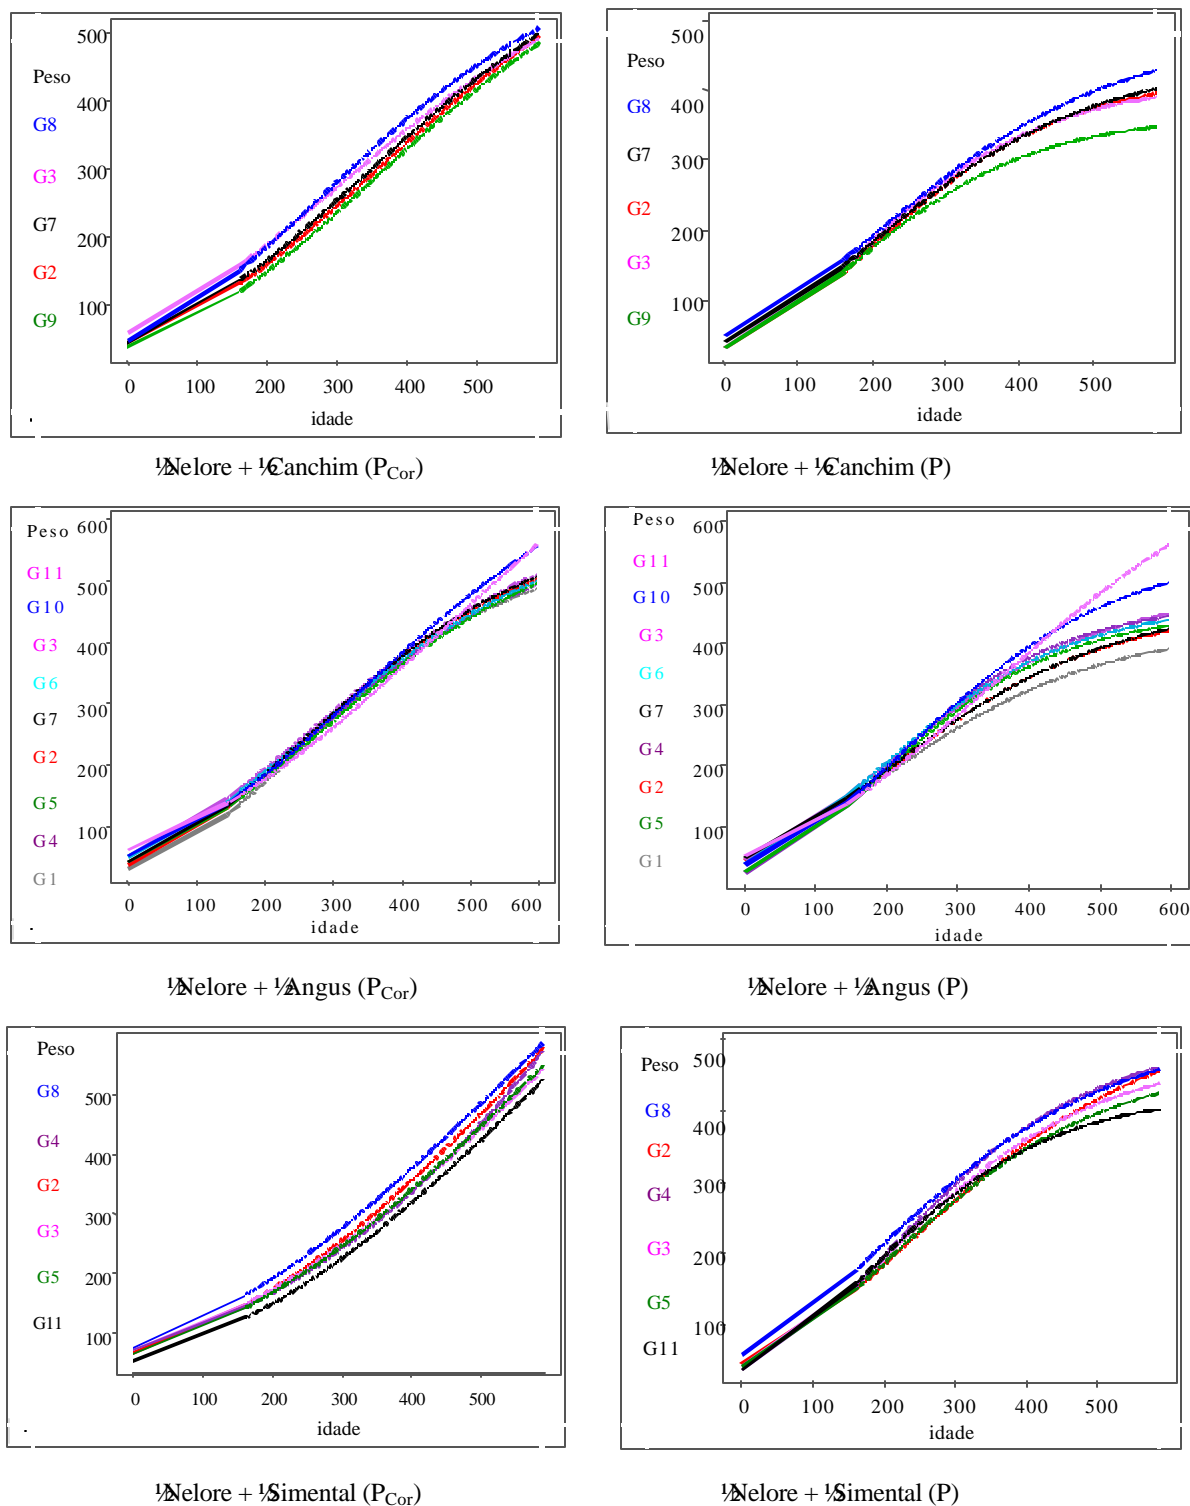 500
Peso
400
G8
300
G3
G7
200
G2
100
G9
0 100 200 300 400 500
idade
½Nelore + ½Canchim (PCor)
500
Peso
400
G8
G7
300
G2
200
G3
100
G9
0 100 200 300 400 500
idade
½Nelore + ½Canchim (P)
Peso 600
G11
500
G10
G3
400
G6
300
G7
G2
200
G5
100
G4
G1
0 100 200 300 400 500 600
idade
½Nelore + ½Angus (PCor)
Peso 600
G11
500
G10
G3
400
G6
G7
300
G4
200
G2
G5
100
G1
0 100 200 300 400 500 600
idade
½Nelore + ½Angus (P)
Peso
G8
500
G4
400
G2
300
G3
G5
200
G11
100
0 100 200 300 400 500
idade
½Nelore + ½Simental (PCor)
500
Peso
G8
400
G2
300
G4
G3
200
G5
100
G11
0 100 200 300 400 500
idade
½Nelore + ½Simental (P)